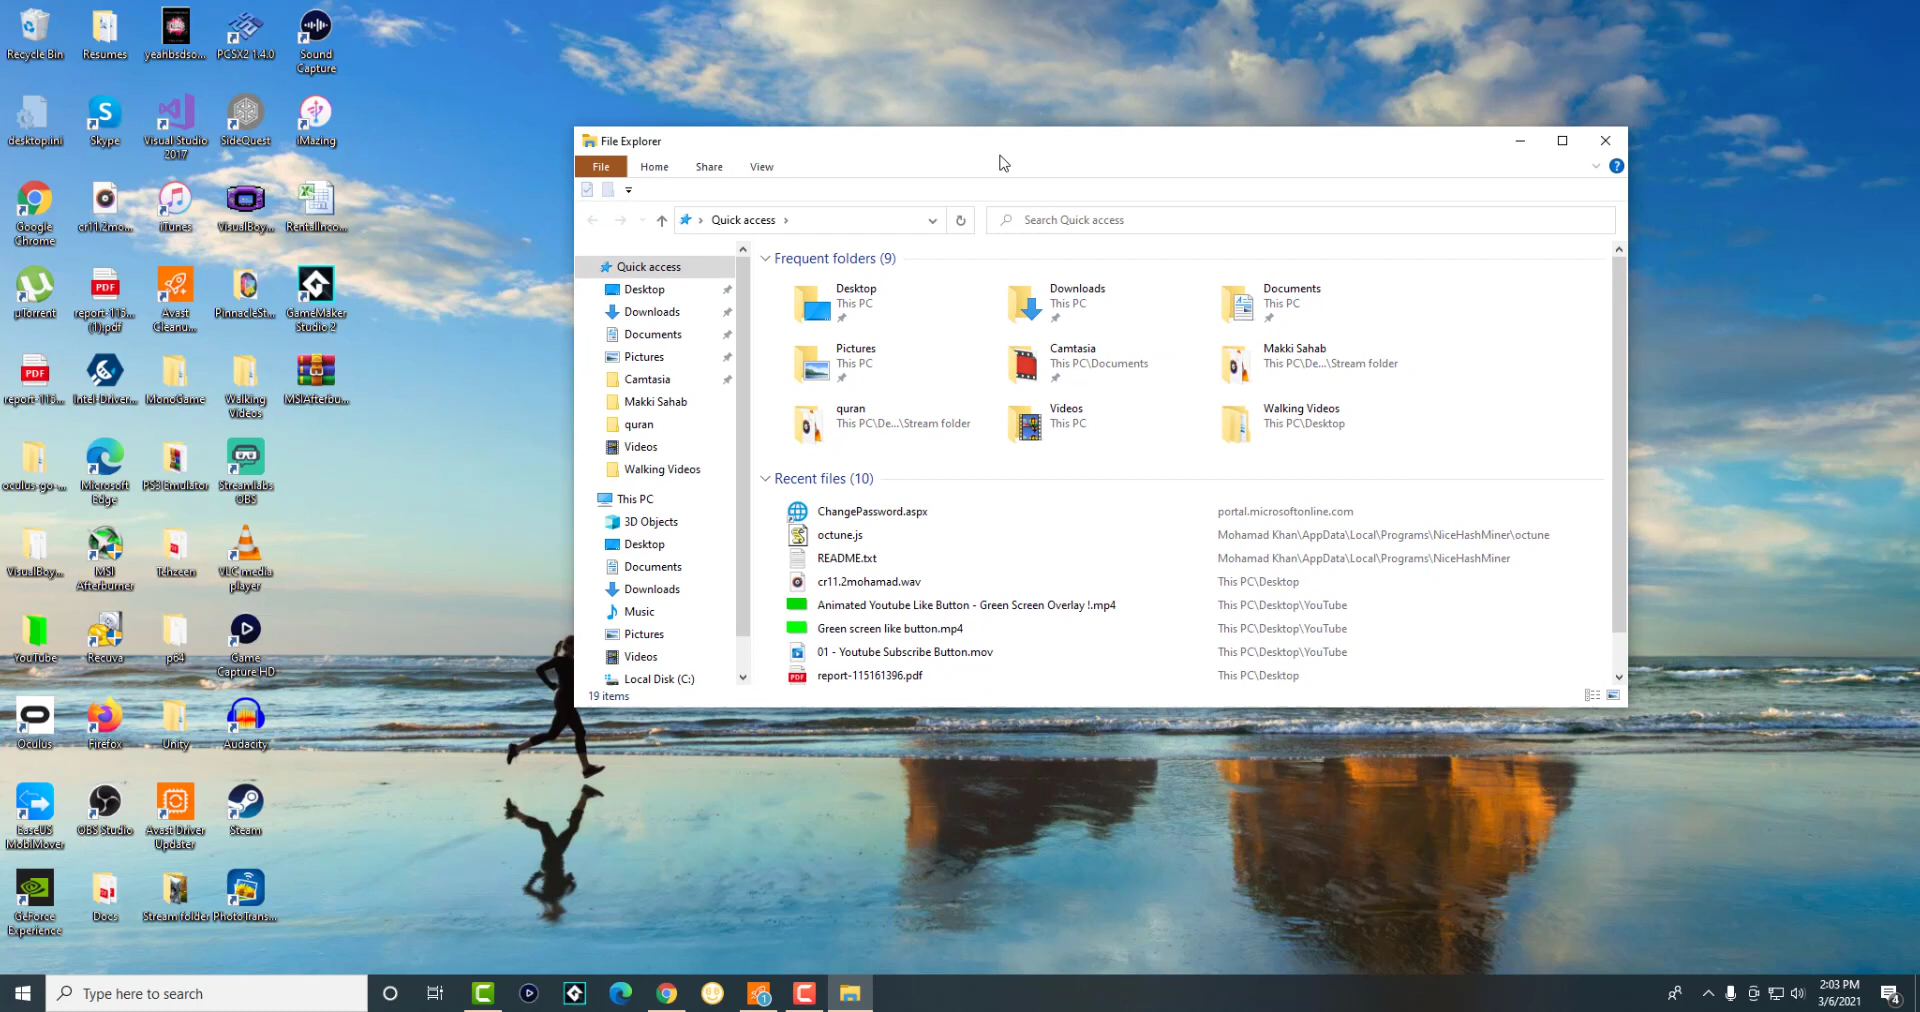 Recycle Bin
Resumes
yeahbsdso...
PCSX2 1.4.0
Sound
Capture
desktop.ini
Skype
Visual Studio
2017
SideQuest
iMazing
Google
Chrome
cr11.2mo...
iTunes
VisualBoy...
RentalInco...
µTorrent
report-115...
(1).pdf
Avast
Cleanu...
PinnacleSt...
GameMaker
Studio 2
report-115...
Intel-Driver...
MonoGame
Walking
Videos
MSIAfterbu...
oculus-go-...
Microsoft
Edge
PS3 Emulator
Streamlabs
OBS
VisualBoy...
MSI
Afterburner
Tehzeen
VLC media
player
YouTube
Recuva
p64
Game
Capture HD
Oculus
Firefox
Unity
Audacity
EaseUS
MobiMover
OBS Studio
Avast Driver
Updater
Steam
GeForce
Experience
Docs
Stream folder
PhotoTrans...
File Explorer
File Home Share View
Quick access
Search Quick access
Quick access
Desktop
Downloads
Documents
Pictures
Camtasia
Makki Sahab
quran
Videos
Walking Videos
This PC
3D Objects
Desktop
Documents
Downloads
Music
Pictures
Videos
Local Disk (C:)
Frequent folders (9)
Desktop
This PC
Downloads
This PC
Documents
This PC
Pictures
This PC
Camtasia
This PC\Documents
Makki Sahab
This PC\De...\Stream folder
quran
This PC\De...\Stream folder
Videos
This PC
Walking Videos
This PC\Desktop
Recent files (10)
ChangePassword.aspx portal.microsoftonline.com
octune.js Mohamad Khan\AppData\Local\Programs\NiceHashMiner\octune
README.txt Mohamad Khan\AppData\Local\Programs\NiceHashMiner
cr11.2mohamad.wav This PC\Desktop
Animated Youtube Like Button - Green Screen Overlay !.mp4 This PC\Desktop\YouTube
Green screen like button.mp4 This PC\Desktop\YouTube
01 - Youtube Subscribe Button.mov This PC\Desktop\YouTube
PDF report-115161396.pdf This PC\Desktop
19 items
Type here to search
1
2:03 PM
3/6/2021
4